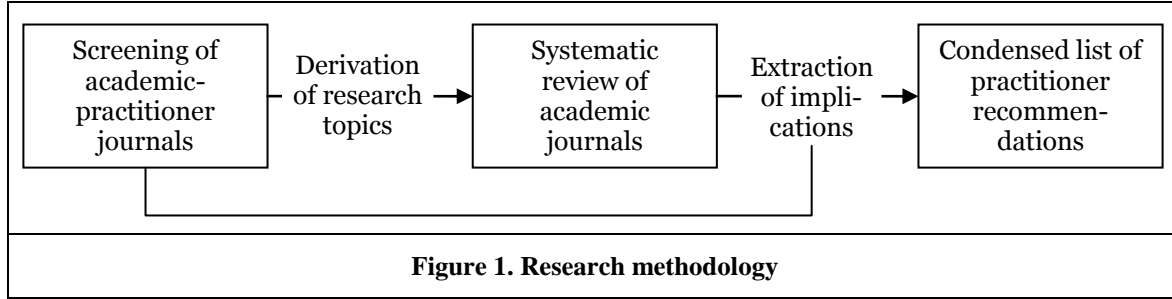 Screening of
academic-
practitioner
journals
Derivation
of research
topics
Systematic
review of
academic
journals
Extraction
of impli-
cations
Condensed list of
practitioner
recommen-
dations
Figure 1. Research methodology